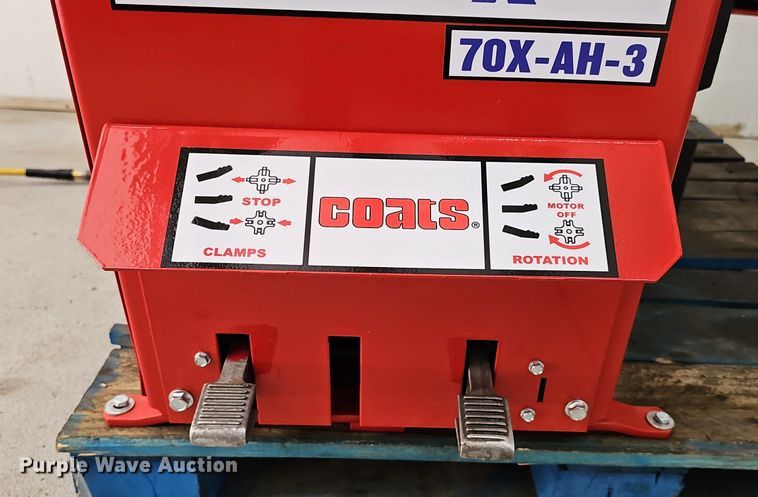 70X-AH-3
STOP
CLAMPS
coats®
MOTOR
OFF
ROTATION
Purple Wave Auction